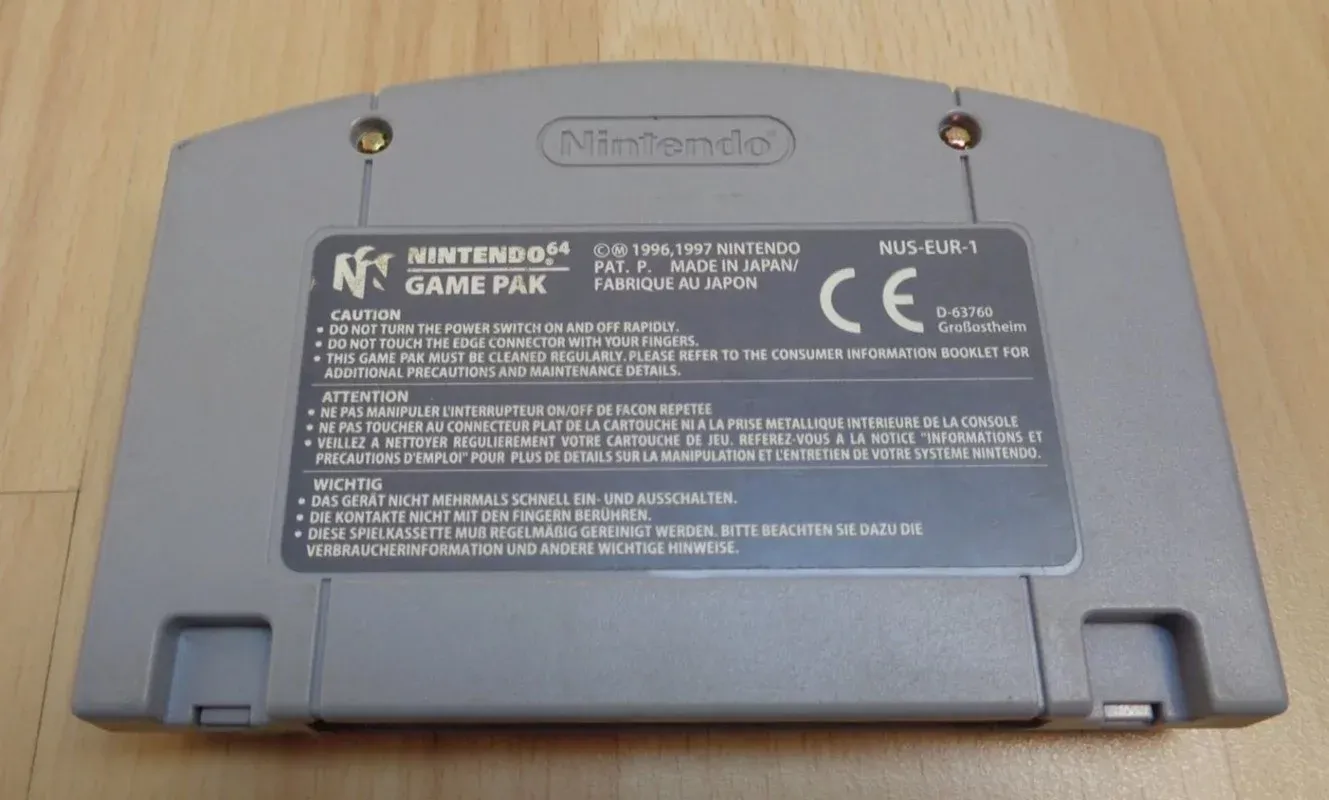 Nintendo®
NINTENDO®64
GAME PAK
©Ⓜ 1996,1997 NINTENDO
PAT. P. MADE IN JAPAN/
FABRIQUE AU JAPON
NUS-EUR-1
CE
D-63760
Großostheim
CAUTION
• DO NOT TURN THE POWER SWITCH ON AND OFF RAPIDLY.
• DO NOT TOUCH THE EDGE CONNECTOR WITH YOUR FINGERS.
• THIS GAME PAK MUST BE CLEANED REGULARLY. PLEASE REFER TO THE CONSUMER INFORMATION BOOKLET FOR
ADDITIONAL PRECAUTIONS AND MAINTENANCE DETAILS.
ATTENTION
• NE PAS MANIPULER L'INTERRUPTEUR ON/OFF DE FACON REPETEE
• NE PAS TOUCHER AU CONNECTEUR PLAT DE LA CARTOUCHE NI A LA PRISE METALLIQUE INTERIEURE DE LA CONSOLE
• VEILLEZ A NETTOYER REGULIEREMENT VOTRE CARTOUCHE DE JEU. REFEREZ-VOUS A LA NOTICE "INFORMATIONS ET
PRECAUTIONS D'EMPLOI" POUR PLUS DE DETAILS SUR LA MANIPULATION ET L'ENTRETIEN DE VOTRE SYSTEME NINTENDO.
WICHTIG
• DAS GERÄT NICHT MEHRMALS SCHNELL EIN- UND AUSSCHALTEN.
• DIE KONTAKTE NICHT MIT DEN FINGERN BERÜHREN.
• DIESE SPIELKASSETTE MUß REGELMÄßIG GEREINIGT WERDEN. BITTE BEACHTEN SIE DAZU DIE
VERBRAUCHERINFORMATION UND ANDERE WICHTIGE HINWEISE.